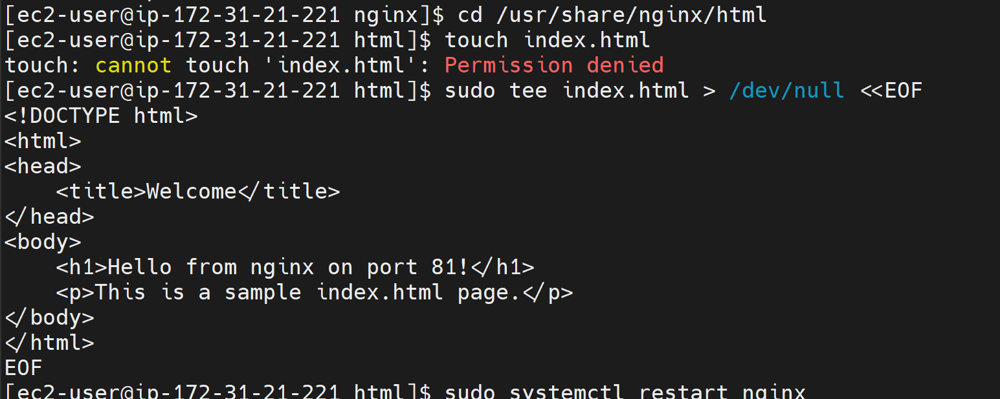 [ec2-user@ip-172-31-21-221 nginx]$ cd /usr/share/nginx/html
[ec2-user@ip-172-31-21-221 html]$ touch index.html
touch: cannot touch 'index.html': Permission denied
[ec2-user@ip-172-31-21-221 html]$ sudo tee index.html > /dev/null <<EOF
<!DOCTYPE html>
<html>
<head>
    <title>Welcome</title>
</head>
<body>
    <h1>Hello from nginx on port 81!</h1>
    <p>This is a sample index.html page.</p>
</body>
</html>
EOF
[ec2-user@ip-172-31-21-221 html]$ sudo systemctl restart nginx